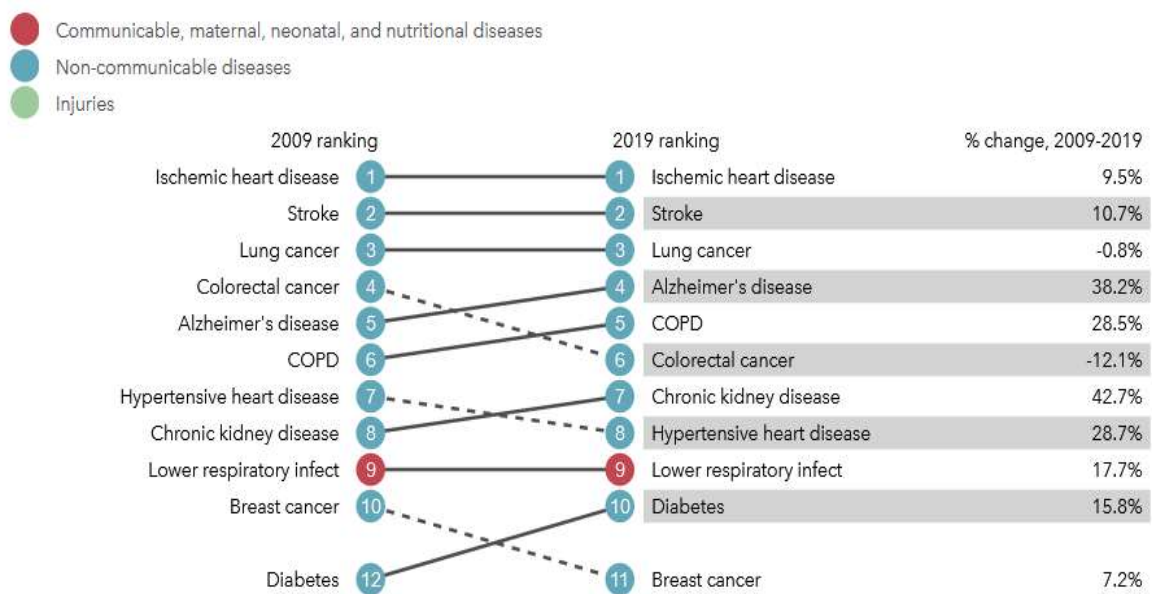 Communicable, maternal, neonatal, and nutritional diseases
Non-communicable diseases
Injuries
2009 ranking 2019 ranking % change, 2009-2019
Ischemic heart disease 1 1 Ischemic heart disease 9.5%
Stroke 2 2 Stroke 10.7%
Lung cancer 3 3 Lung cancer -0.8%
Colorectal cancer 4 4 Alzheimer's disease 38.2%
Alzheimer's disease 5 5 COPD 28.5%
COPD 6 6 Colorectal cancer -12.1%
Hypertensive heart disease 7 7 Chronic kidney disease 42.7%
Chronic kidney disease 8 8 Hypertensive heart disease 28.7%
Lower respiratory infect 9 9 Lower respiratory infect 17.7%
Breast cancer 10 10 Diabetes 15.8%
Diabetes 12 11 Breast cancer 7.2%